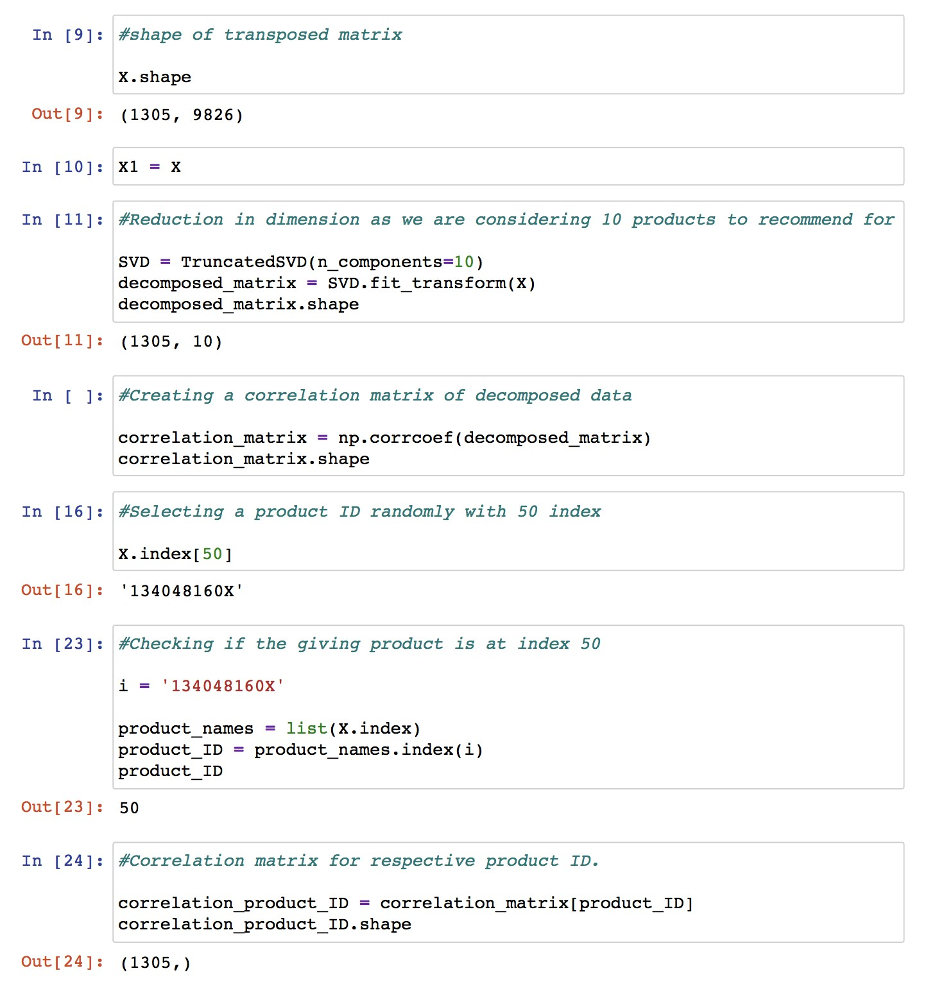 In [9]: #shape of transposed matrix
X.shape
Out[9]: (1305, 9826)
In [10]: X1 = X
In [11]: #Reduction in dimension as we are considering 10 products to recommend for
SVD = TruncatedSVD(n_components=10)
decomposed_matrix = SVD.fit_transform(X)
decomposed_matrix.shape
Out[11]: (1305, 10)
In [ ]: #Creating a correlation matrix of decomposed data
correlation_matrix = np.corrcoef(decomposed_matrix)
correlation_matrix.shape
In [16]: #Selecting a product ID randomly with 50 index
X.index[50]
Out[16]: '134048160X'
In [23]: #Checking if the giving product is at index 50
i = '134048160X'
product_names = list(X.index)
product_ID = product_names.index(i)
product_ID
Out[23]: 50
In [24]: #Correlation matrix for respective product ID.
correlation_product_ID = correlation_matrix[product_ID]
correlation_product_ID.shape
Out[24]: (1305,)